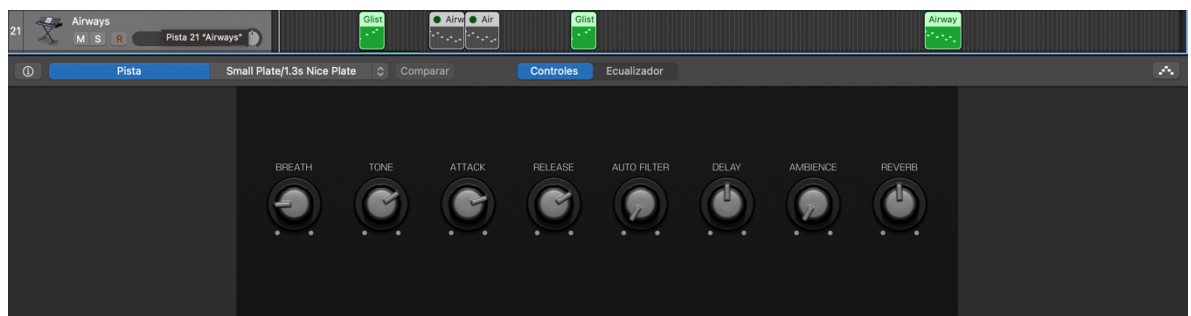 21
Airways
M S R
Pista 21 "Airways"
Glist
Airw
Air
Glist
Airway
Pista
Small Plate/1.3s Nice Plate
Comparar
Controles
Ecualizador
BREATH TONE ATTACK RELEASE AUTO FILTER DELAY AMBIENCE REVERB